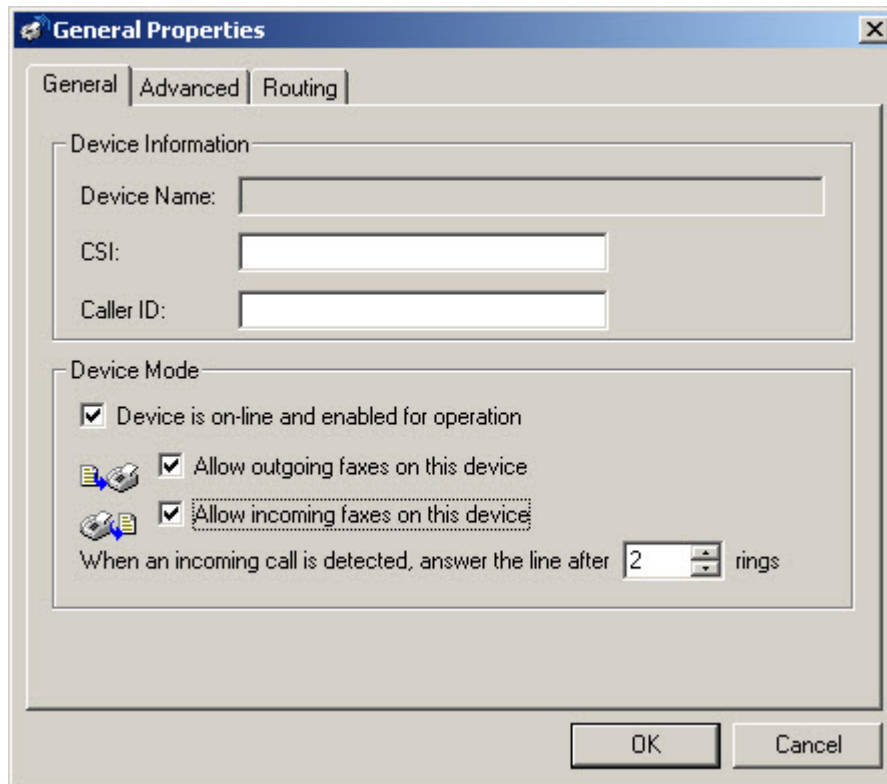 General Properties
General Advanced Routing
Device Information
Device Name:
CSI:
Caller ID:
Device Mode
Device is on-line and enabled for operation
Allow outgoing faxes on this device
Allow incoming faxes on this device
When an incoming call is detected, answer the line after 2 rings
OK Cancel